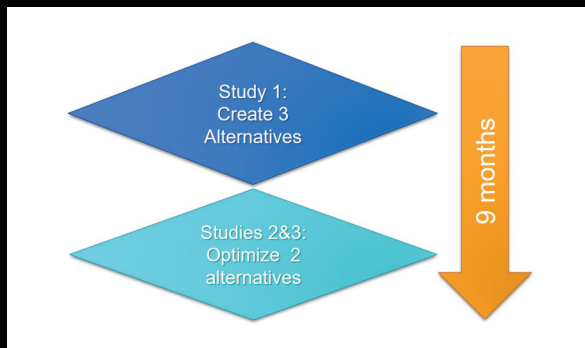 Study 1:
Create 3
Alternatives
Studies 2&3:
Optimize 2
alternatives
9 months